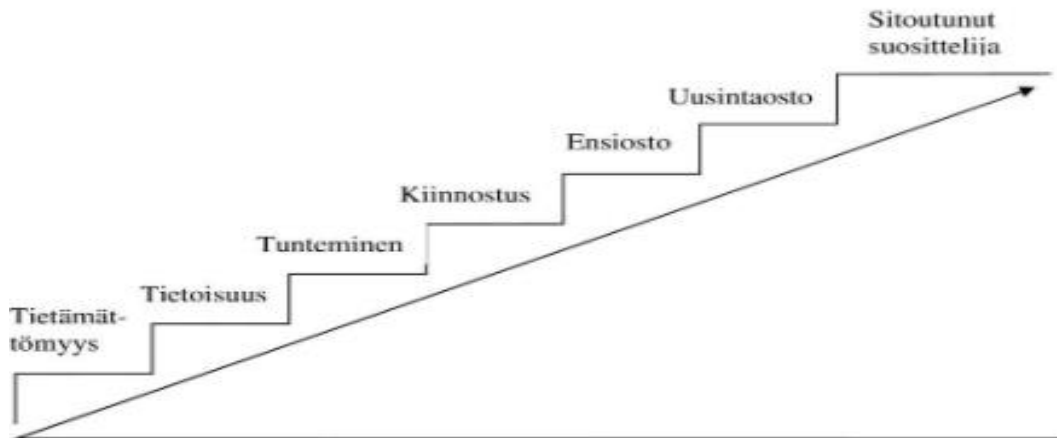 Sitoutunut
suosittelija
Uusintaosto
Ensiosto
Kiinnostus
Tunteminen
Tietoisuus
Tietämät-
tömyys